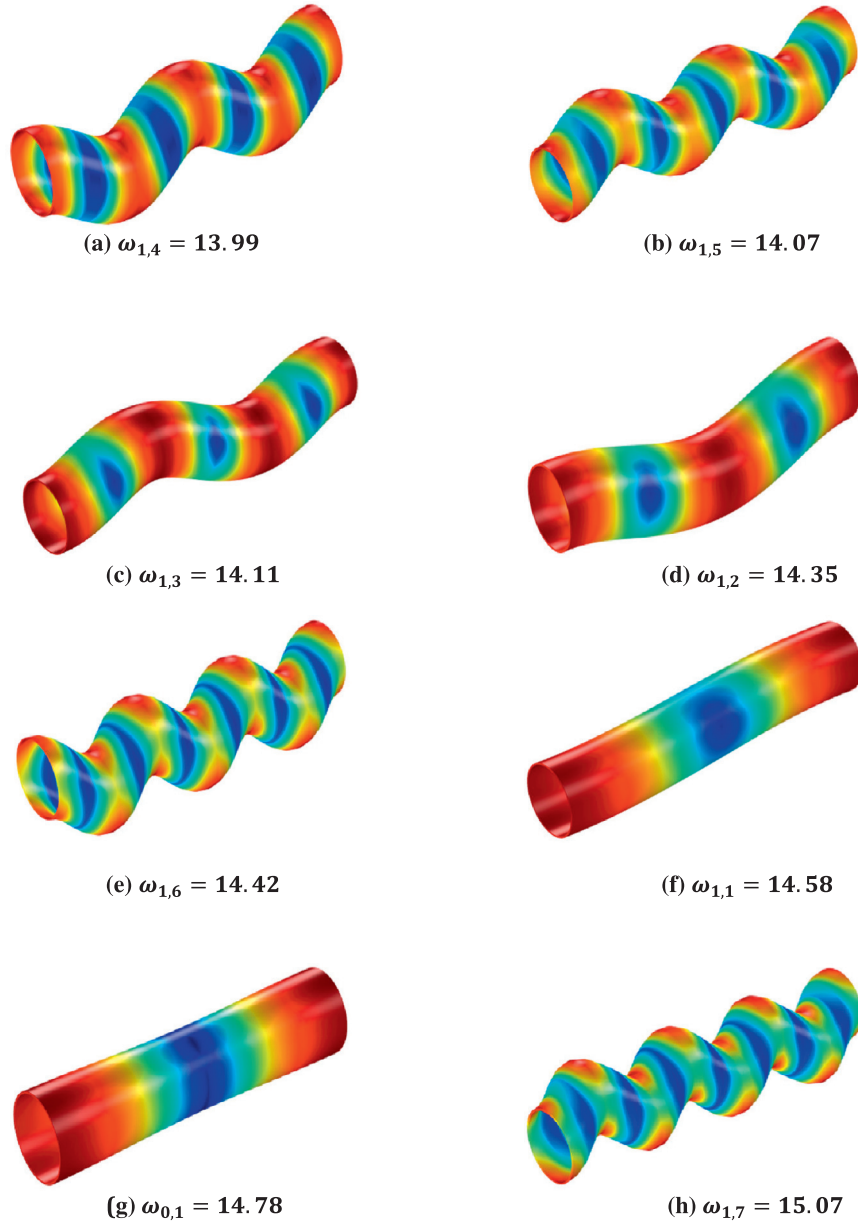 (a) ω₁,₄ = 13.99
(b) ω₁,₅ = 14.07
(c) ω₁,₃ = 14.11
(d) ω₁,₂ = 14.35
(e) ω₁,₆ = 14.42
(f) ω₁,₁ = 14.58
(g) ω₀,₁ = 14.78
(h) ω₁,₇ = 15.07